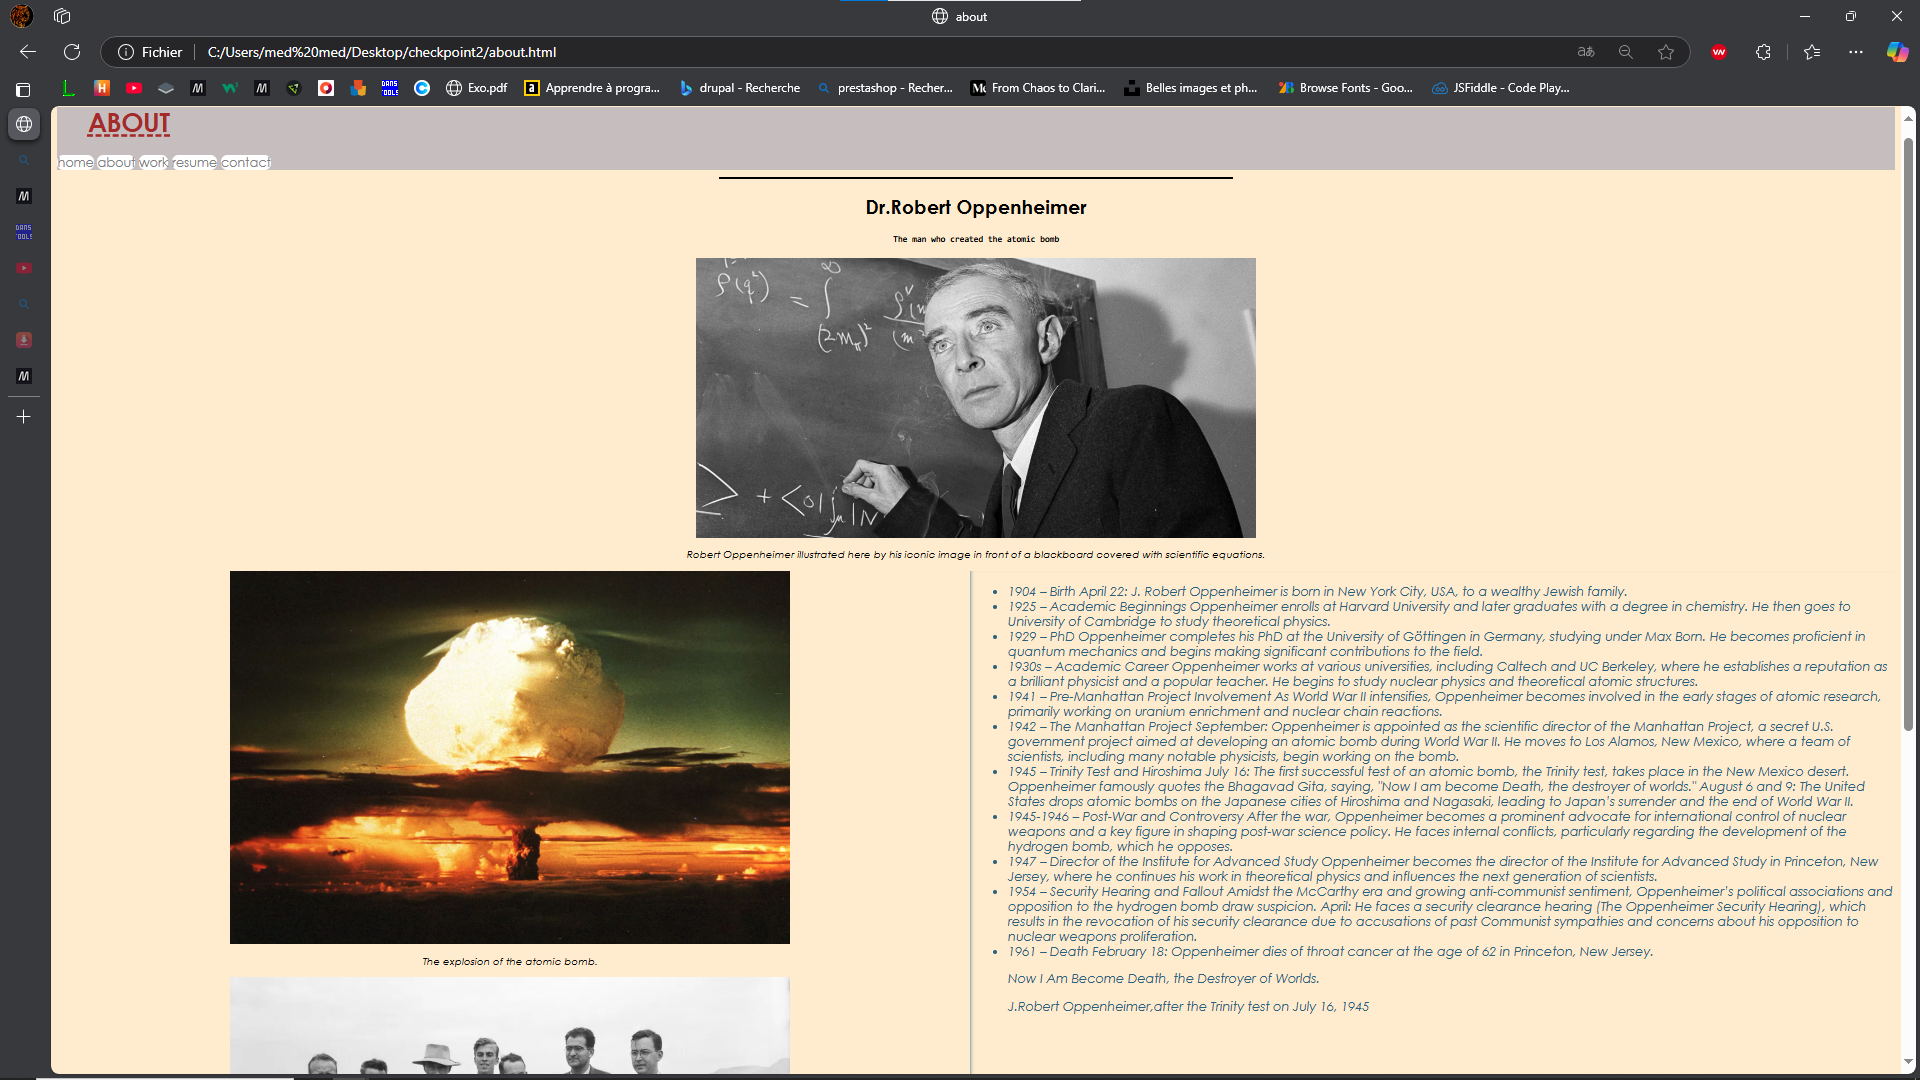 about
Fichier
C:/Users/med%20med/Desktop/checkpoint2/about.html
Exo.pdf
Apprendre à progra...
drupal - Recherche
prestashop - Recher...
From Chaos to Clari...
Belles images et ph...
Browse Fonts - Goo...
JSFiddle - Code Play...
ABOUT
home about work resume contact
Dr.Robert Oppenheimer
The man who created the atomic bomb
Robert Oppenheimer illustrated here by his iconic image in front of a blackboard covered with scientific equations.
The explosion of the atomic bomb.
1904 – Birth April 22: J. Robert Oppenheimer is born in New York City, USA, to a wealthy Jewish family.
1925 – Academic Beginnings Oppenheimer enrolls at Harvard University and later graduates with a degree in chemistry. He then goes to
University of Cambridge to study theoretical physics.
1929 – PhD Oppenheimer completes his PhD at the University of Göttingen in Germany, studying under Max Born. He becomes proficient in
quantum mechanics and begins making significant contributions to the field.
1930s – Academic Career Oppenheimer works at various universities, including Caltech and UC Berkeley, where he establishes a reputation as
a brilliant physicist and a popular teacher. He begins to study nuclear physics and theoretical atomic structures.
1941 – Pre-Manhattan Project Involvement As World War II intensifies, Oppenheimer becomes involved in the early stages of atomic research,
primarily working on uranium enrichment and nuclear chain reactions.
1942 – The Manhattan Project September: Oppenheimer is appointed as the scientific director of the Manhattan Project, a secret U.S.
government project aimed at developing an atomic bomb during World War II. He moves to Los Alamos, New Mexico, where a team of
scientists, including many notable physicists, begin working on the bomb.
1945 – Trinity Test and Hiroshima July 16: The first successful test of an atomic bomb, the Trinity test, takes place in the New Mexico desert.
Oppenheimer famously quotes the Bhagavad Gita, saying, "Now I am become Death, the destroyer of worlds." August 6 and 9: The United
States drops atomic bombs on the Japanese cities of Hiroshima and Nagasaki, leading to Japan's surrender and the end of World War II.
1945-1946 – Post-War and Controversy After the war, Oppenheimer becomes a prominent advocate for international control of nuclear
weapons and a key figure in shaping post-war science policy. He faces internal conflicts, particularly regarding the development of the
hydrogen bomb, which he opposes.
1947 – Director of the Institute for Advanced Study Oppenheimer becomes the director of the Institute for Advanced Study in Princeton, New
Jersey, where he continues his work in theoretical physics and influences the next generation of scientists.
1954 – Security Hearing and Fallout Amidst the McCarthy era and growing anti-communist sentiment, Oppenheimer's political associations and
opposition to the hydrogen bomb draw suspicion. April: He faces a security clearance hearing (The Oppenheimer Security Hearing), which
results in the revocation of his security clearance due to accusations of past Communist sympathies and concerns about his opposition to
nuclear weapons proliferation.
1961 – Death February 18: Oppenheimer dies of throat cancer at the age of 62 in Princeton, New Jersey.
Now I Am Become Death, the Destroyer of Worlds.
J.Robert Oppenheimer,after the Trinity test on July 16, 1945